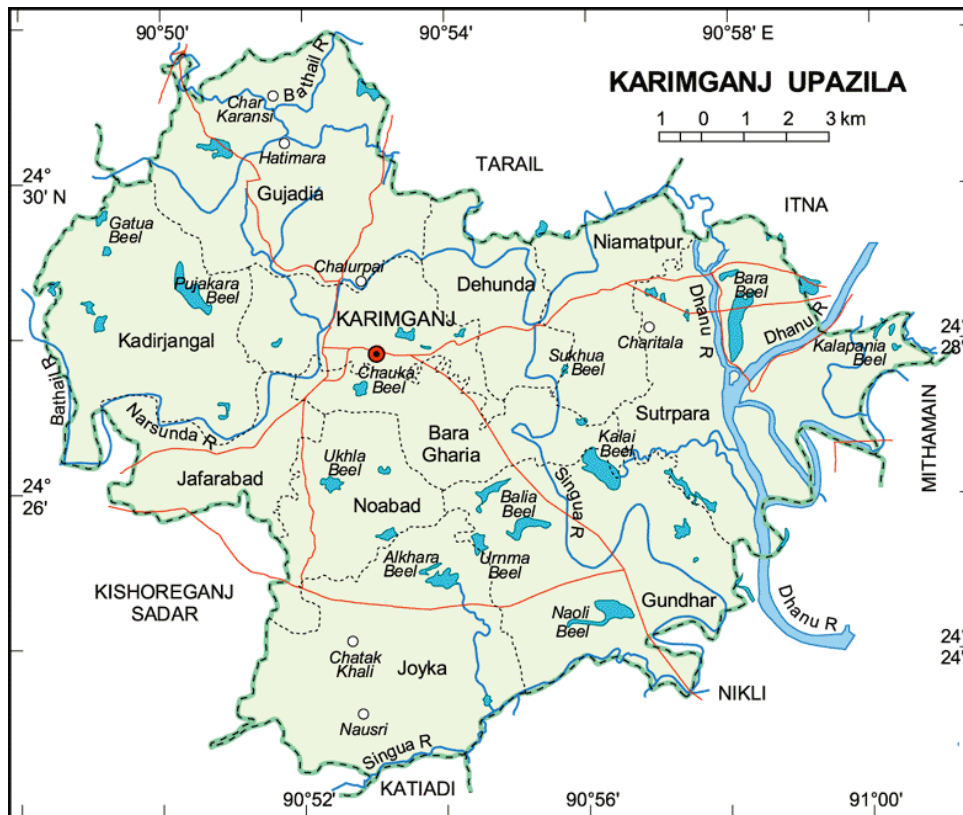 90°50'
90°54'
90°58' E
KARIMGANJ UPAZILA
1 0 1 2 3 km
Bathail R
Char
Karansi
Hatimara
TARAIL
24°
30' N
Gujadia
ITNA
Gatua
Beel
Niamatpur
Chalurpai
Pujakara
Beel
Dehunda
Bara
Beel
Dhanu R
Dhanu R
KARIMGANJ
Kadirjangal
Charitala
Kalapania
Beel
24°
28'
Sukhua
Beel
Chauka
Beel
Bathail R
Narsunda R
Sutrpara
MITHAMAIN
Bara
Gharia
Kalai
Beel
Ukhla
Beel
Jafarabad
Singua R
24°
26'
Noabad
Balia
Beel
Alkhara
Beel
Urnma
Beel
KISHOREGANJ
SADAR
Gundhar
Dhanu R
Naoli
Beel
24°
24'
Chatak
Khali
Joyka
NIKLI
Nausri
Singua R
KATIADI
90°52'
90°56'
91°00'